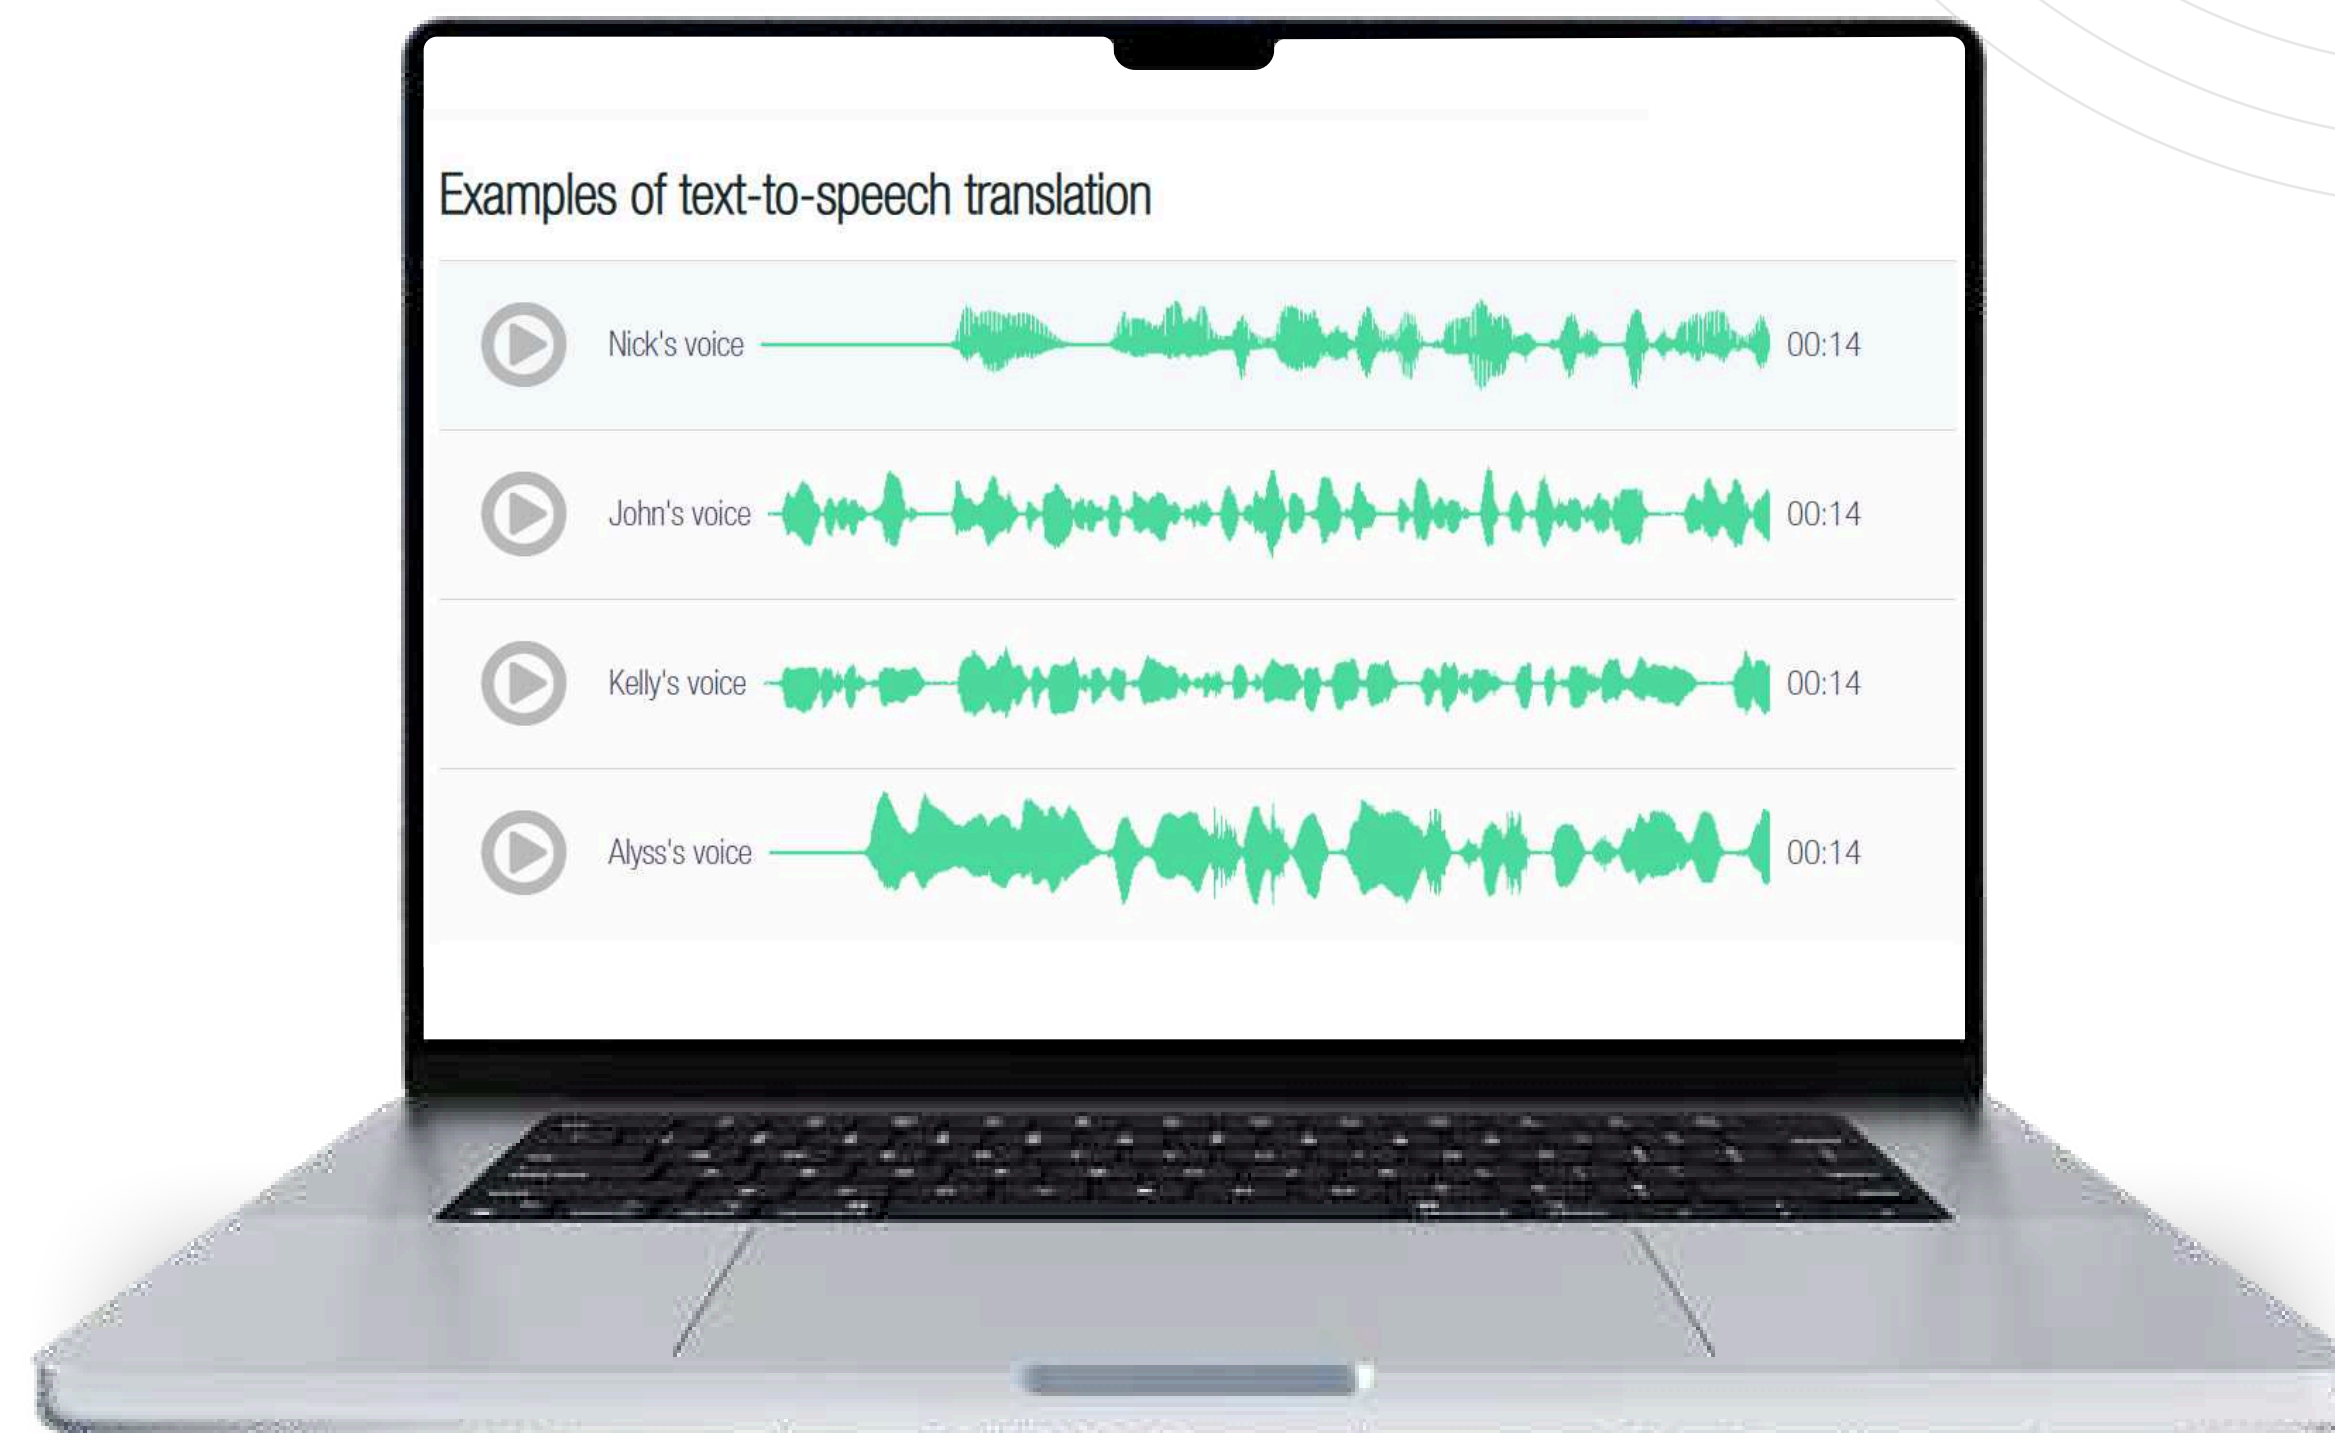 Examples of text-to-speech translation
Nick's voice 00:14
John's voice 00:14
Kelly's voice 00:14
Alyss's voice 00:14